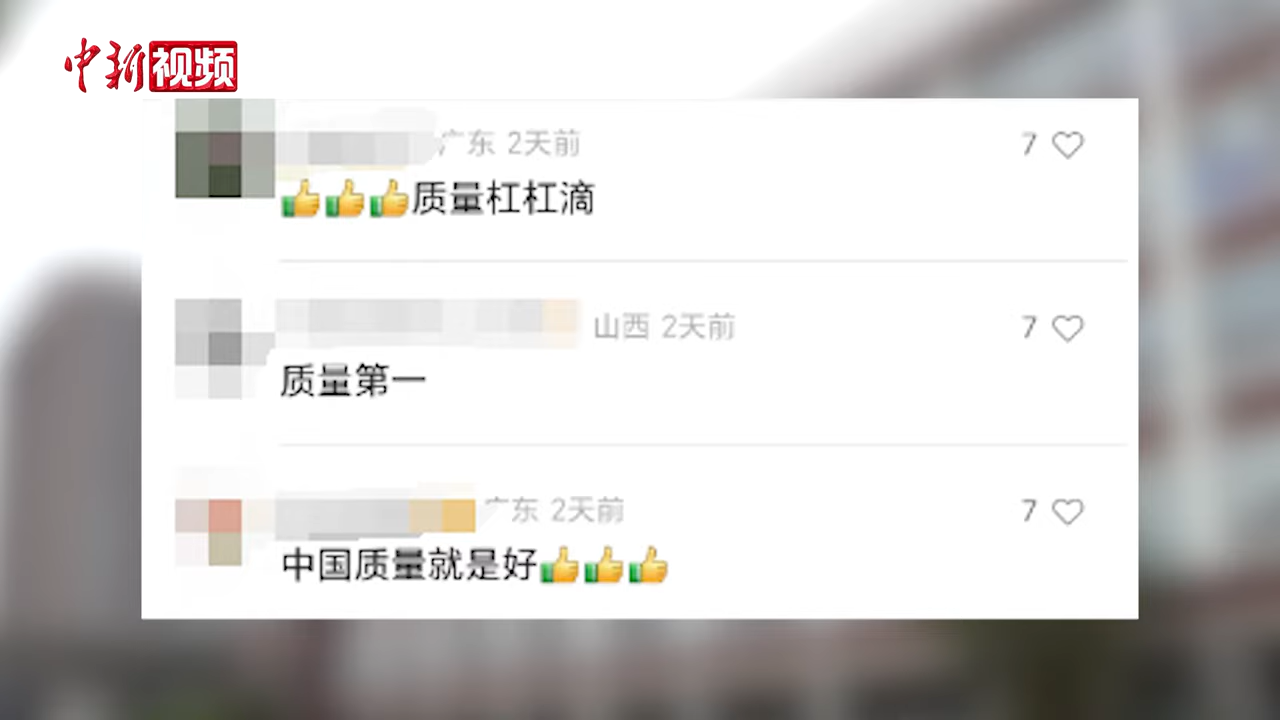 中新视频
广东 2天前 7
👍👍👍质量杠杠滴
山西 2天前 7
质量第一
广东 2天前 7
中国质量就是好👍👍👍